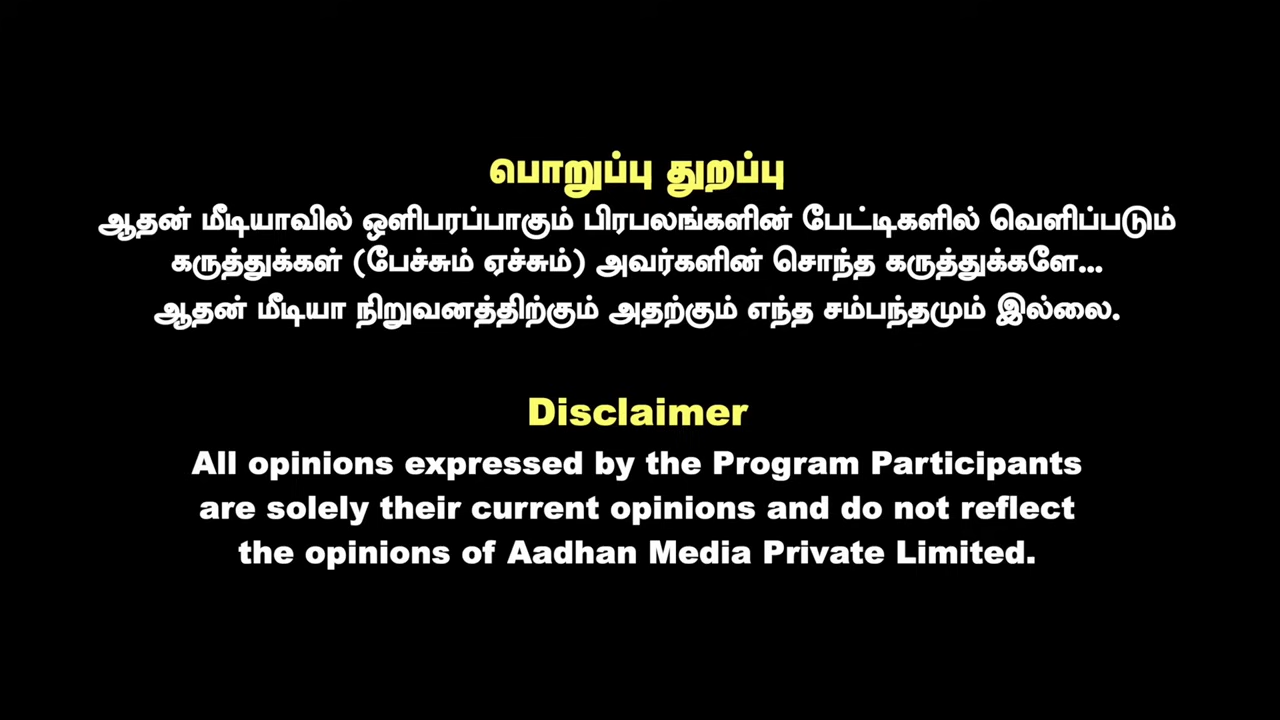 பொறுப்பு துறப்பு
ஆதன் மீடியாவில் ஒளிபரப்பாகும் பிரபலங்களின் பேட்டிகளில் வெளிப்படும்
கருத்துக்கள் (பேச்சும் ஏச்சும்) அவர்களின் சொந்த கருத்துக்களே...
ஆதன் மீடியா நிறுவனத்திற்கும் அதற்கும் எந்த சம்பந்தமும் இல்லை.
Disclaimer
All opinions expressed by the Program Participants
are solely their current opinions and do not reflect
the opinions of Aadhan Media Private Limited.